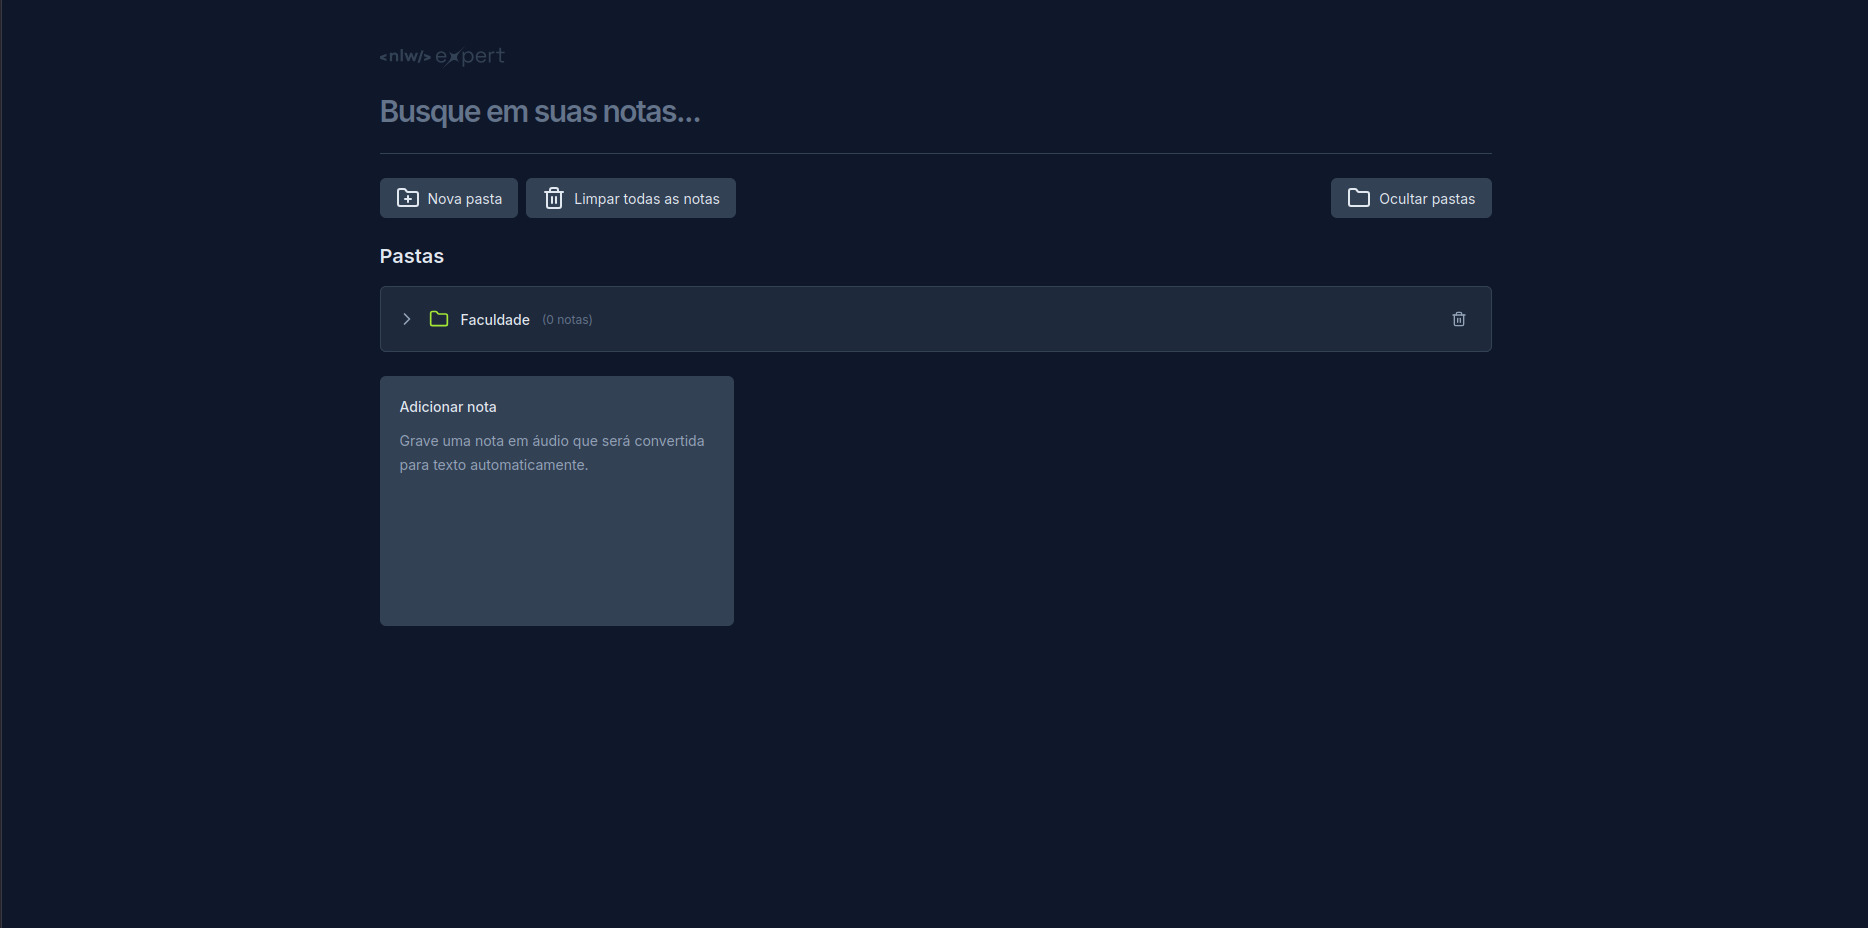 <nlw/> expert
Busque em suas notas...
Nova pasta
Limpar todas as notas
Ocultar pastas
Pastas
Faculdade (0 notas)
Adicionar nota
Grave uma nota em áudio que será convertida
para texto automaticamente.